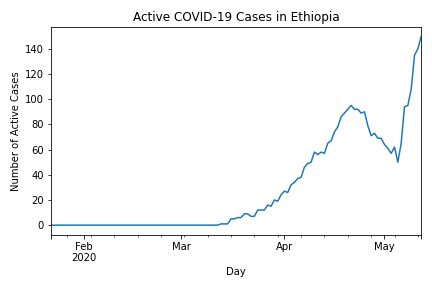 Active COVID-19 Cases in Ethiopia
Number of Active Cases
140
120
100
80
60
40
20
0
Feb
2020
Mar
Apr
May
Day